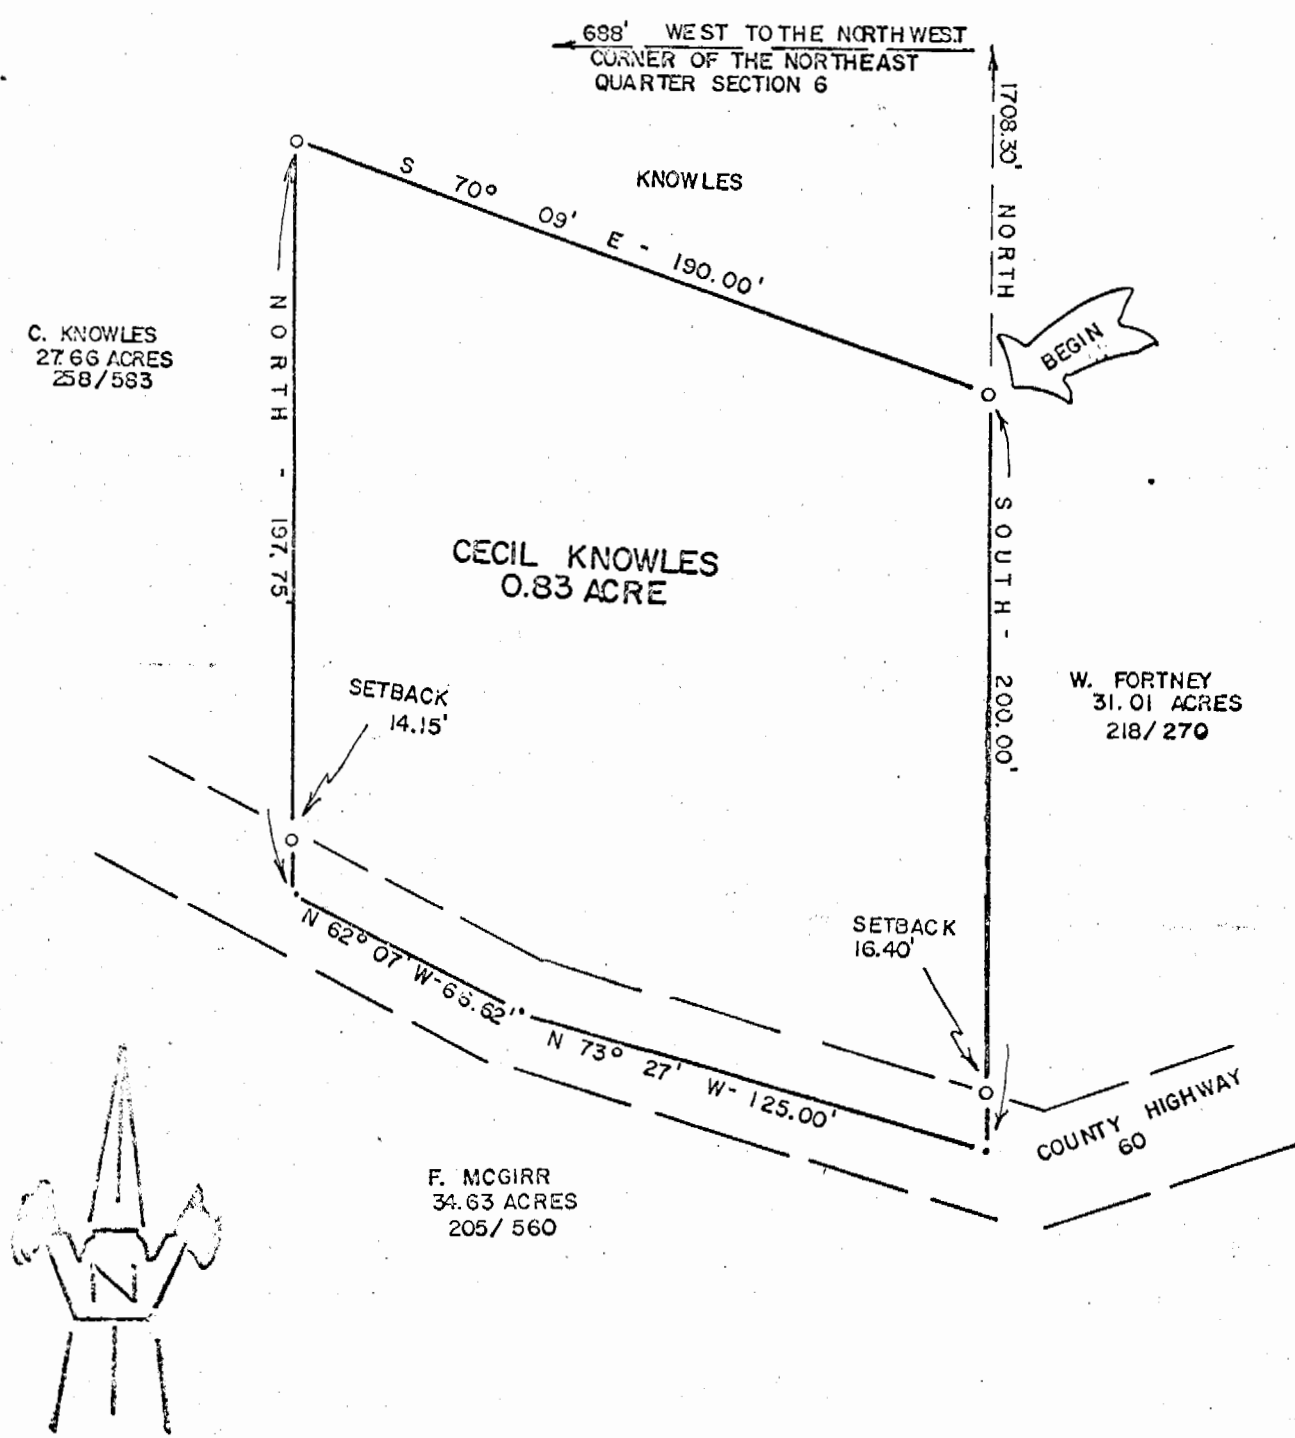 688' WEST TO THE NORTHWEST
CORNER OF THE NORTHEAST
QUARTER SECTION 6
1708.30' NORTH
KNOWLES
S 70° 09' E - 190.00'
BEGIN
C. KNOWLES
27.66 ACRES
258/583
NORTH - 197.75'
CECIL KNOWLES
0.83 ACRE
SOUTH - 200.00'
W. FORTNEY
31.01 ACRES
218/270
SETBACK
14.15'
SETBACK
16.40'
N 62° 07' W-66.62'
N 73° 27' W- 125.00'
COUNTY HIGHWAY
60
F. MCGIRR
34.63 ACRES
205/560
N